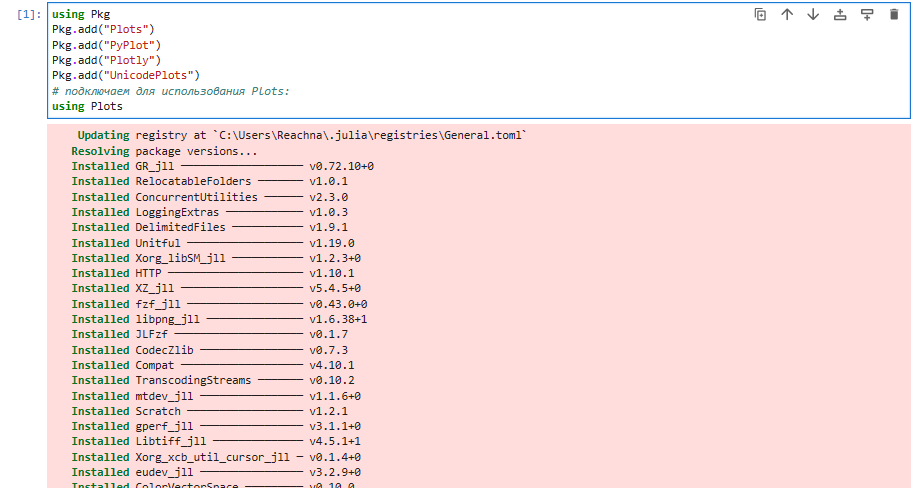 [1]: using Pkg
Pkg.add("Plots")
Pkg.add("PyPlot")
Pkg.add("Plotly")
Pkg.add("UnicodePlots")
# подключаем для использования Plots:
using Plots
Updating registry at `C:\Users\Reachna\.julia\registries\General.toml`
Resolving package versions...
Installed GR_jll ─────────────────── v0.72.10+0
Installed RelocatableFolders ─────── v1.0.1
Installed ConcurrentUtilities ────── v2.3.0
Installed LoggingExtras ──────────── v1.0.3
Installed DelimitedFiles ─────────── v1.9.1
Installed Unitful ────────────────── v1.19.0
Installed Xorg_libSM_jll ─────────── v1.2.3+0
Installed HTTP ───────────────────── v1.10.1
Installed XZ_jll ─────────────────── v5.4.5+0
Installed fzf_jll ────────────────── v0.43.0+0
Installed libpng_jll ─────────────── v1.6.38+1
Installed JLFzf ──────────────────── v0.1.7
Installed CodecZlib ──────────────── v0.7.3
Installed Compat ─────────────────── v4.10.1
Installed TranscodingStreams ─────── v0.10.2
Installed mtdev_jll ──────────────── v1.1.6+0
Installed Scratch ────────────────── v1.2.1
Installed gperf_jll ──────────────── v3.1.1+0
Installed Libtiff_jll ────────────── v4.5.1+1
Installed Xorg_xcb_util_cursor_jll ─ v0.1.4+0
Installed eudev_jll ──────────────── v3.2.9+0
Installed ColorVectorSpace ───────── v0.10.0